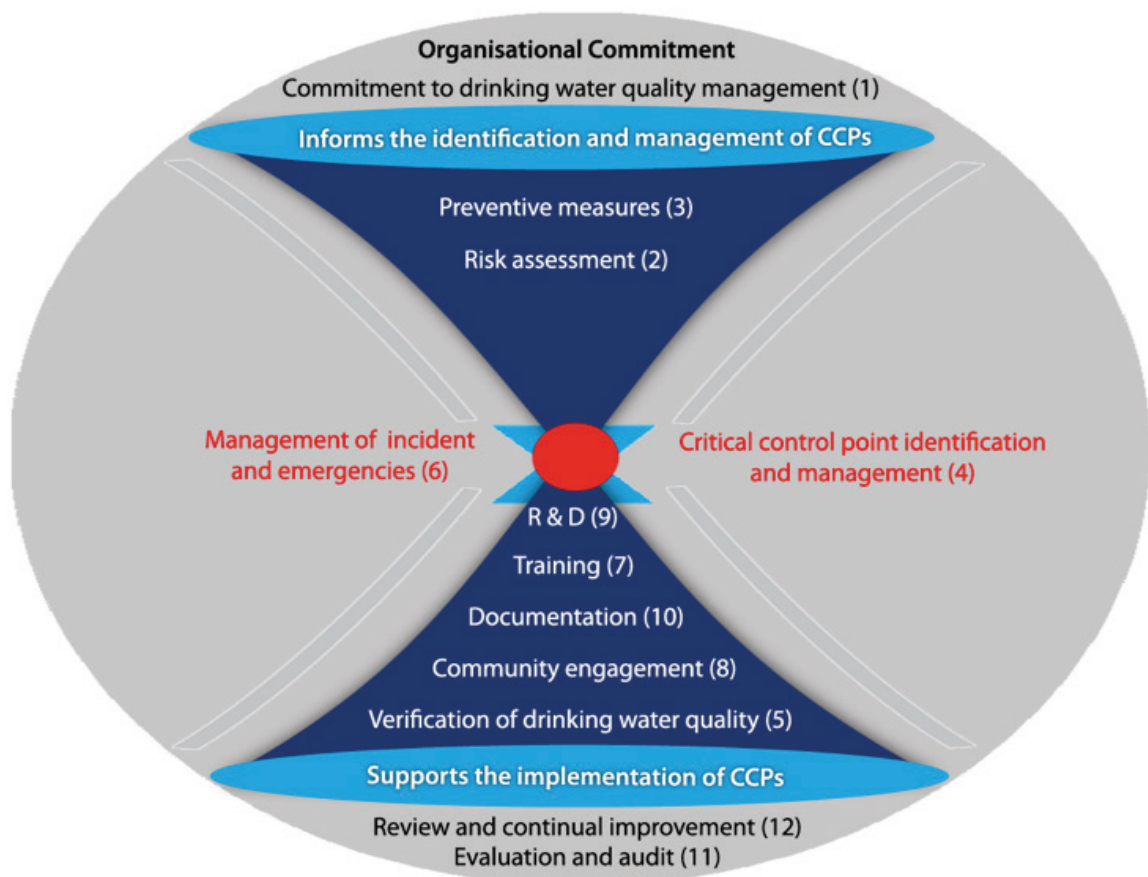 Organisational Commitment
Commitment to drinking water quality management (1)
Informs the identification and management of CCPs
Preventive measures (3)
Risk assessment (2)
Management of incident
and emergencies (6)
Critical control point identification
and management (4)
R & D (9)
Training (7)
Documentation (10)
Community engagement (8)
Verification of drinking water quality (5)
Supports the implementation of CCPs
Review and continual improvement (12)
Evaluation and audit (11)